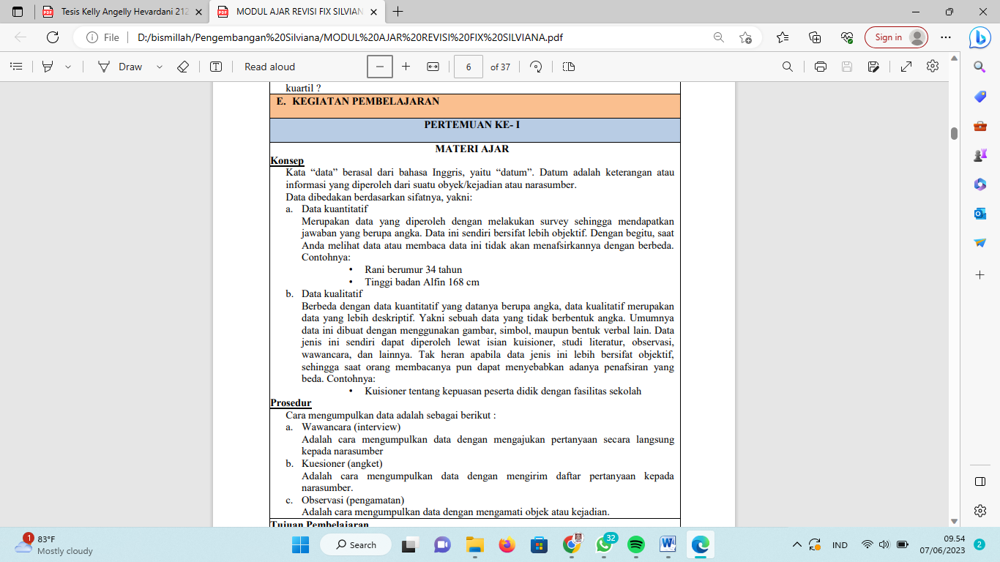 Tesis Kelly Angelly Hevardani 212
MODUL AJAR REVISI FIX SILVIAN
File
D:/bismillah/Pengembangan%20Silviana/MODUL%20AJAR%20REVISI%20FIX%20SILVIANA.pdf
Sign in
Draw
Read aloud
6
of 37
kuartil ?
E. KEGIATAN PEMBELAJARAN
PERTEMUAN KE- I
MATERI AJAR
Konsep
Kata “data” berasal dari bahasa Inggris, yaitu “datum”. Datum adalah keterangan atau
informasi yang diperoleh dari suatu obyek/kejadian atau narasumber.
Data dibedakan berdasarkan sifatnya, yakni:
a. Data kuantitatif
Merupakan data yang diperoleh dengan melakukan survey sehingga mendapatkan
jawaban yang berupa angka. Data ini sendiri bersifat lebih objektif. Dengan begitu, saat
Anda melihat data atau membaca data ini tidak akan menafsirkannya dengan berbeda.
Contohnya:
• Rani berumur 34 tahun
• Tinggi badan Alfin 168 cm
b. Data kualitatif
Berbeda dengan data kuantitatif yang datanya berupa angka, data kualitatif merupakan
data yang lebih deskriptif. Yakni sebuah data yang tidak berbentuk angka. Umumnya
data ini dibuat dengan menggunakan gambar, simbol, maupun bentuk verbal lain. Data
jenis ini sendiri dapat diperoleh lewat isian kuisioner, studi literatur, observasi,
wawancara, dan lainnya. Tak heran apabila data jenis ini lebih bersifat objektif,
sehingga saat orang membacanya pun dapat menyebabkan adanya penafsiran yang
beda. Contohnya:
• Kuisioner tentang kepuasan peserta didik dengan fasilitas sekolah
Prosedur
Cara mengumpulkan data adalah sebagai berikut :
a. Wawancara (interview)
Adalah cara mengumpulkan data dengan mengajukan pertanyaan secara langsung
kepada narasumber
b. Kuesioner (angket)
Adalah cara mengumpulkan data dengan mengirim daftar pertanyaan kepada
narasumber.
c. Observasi (pengamatan)
Adalah cara mengumpulkan data dengan mengamati objek atau kejadian.
Tujuan Pembelajaran
1
83°F
Mostly cloudy
Search
32
IND
09.54
07/06/2023
2